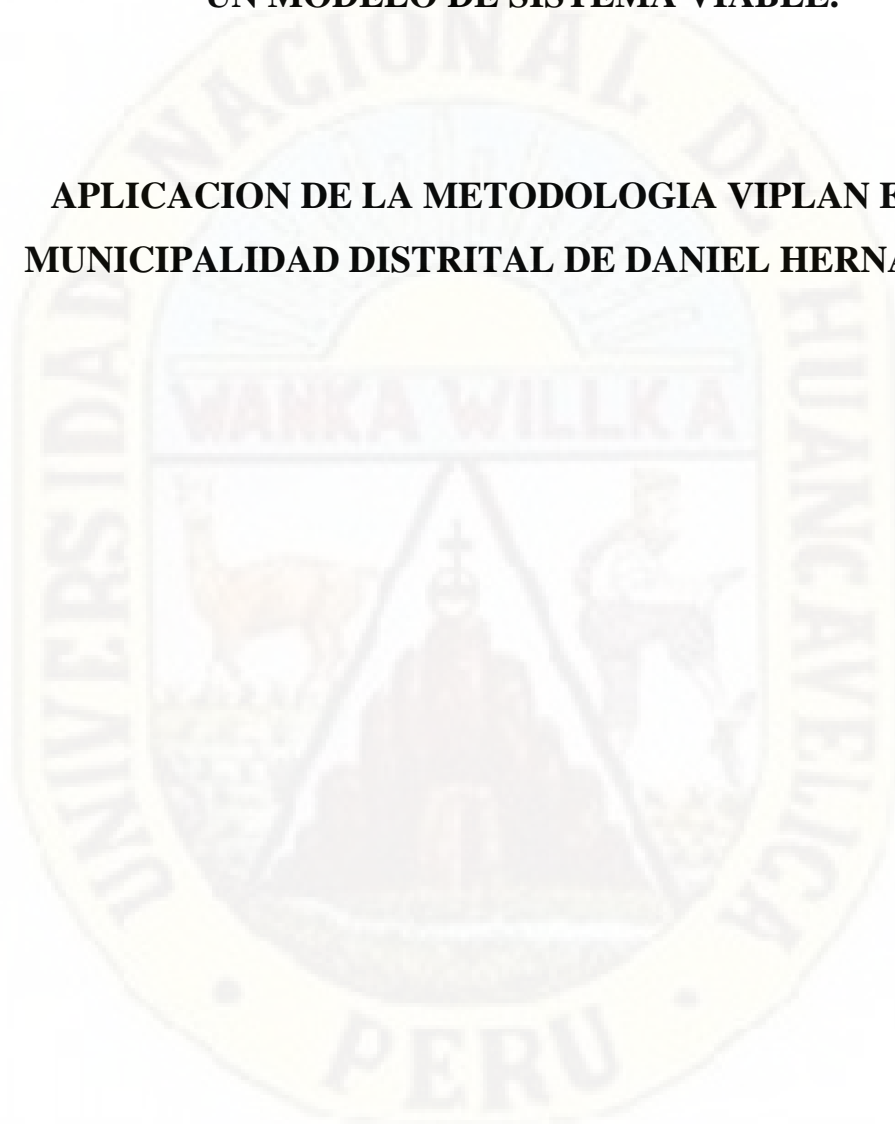 UN MODELO DE SISTEMA VIABLE.
APLICACION DE LA METODOLOGIA VIPLAN E
MUNICIPALIDAD DISTRITAL DE DANIEL HERNA
UNIVERSIDAD NACIONAL DE HUANCAVELICA
WANKA WILLKA
PERU